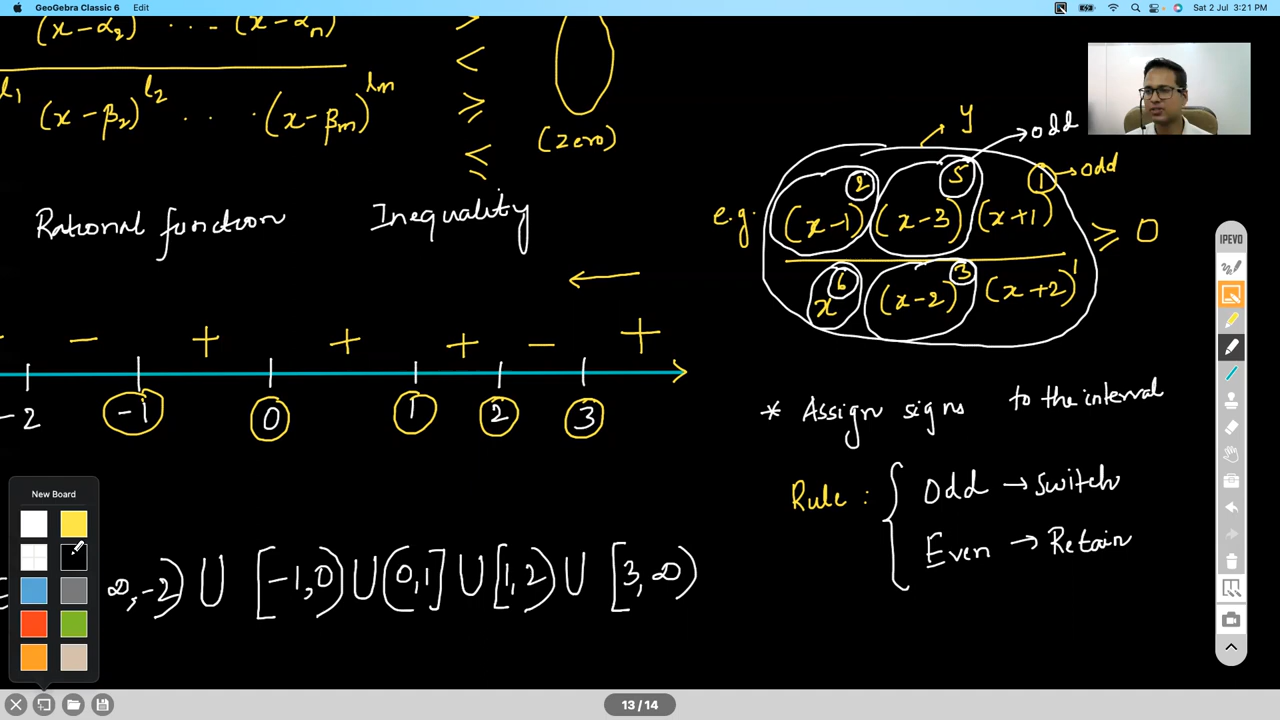 GeoGebra Classic 6 Edit Sat 2 Jul 3:21 PM
(x-α₂) ... (x-αₙ) >
l₁ (x-β₂)^l₂ ... (x-βₘ)^lₘ < ≥ ≤ (zero)
Rational function Inequality
y
odd
odd
e.g. (x-1)² (x-3)⁵ (x+1)¹
x⁶ (x-2)³ (x+2)¹
≥ 0
- + + + - +
-2 -1 0 1 2 3
* Assign signs to the interval
Rule : { Odd → Switch
Even → Retain
∞,-2) U [-1,0) U (0,1] U [1,2) U [3,∞)
New Board
IPEVO
13 / 14